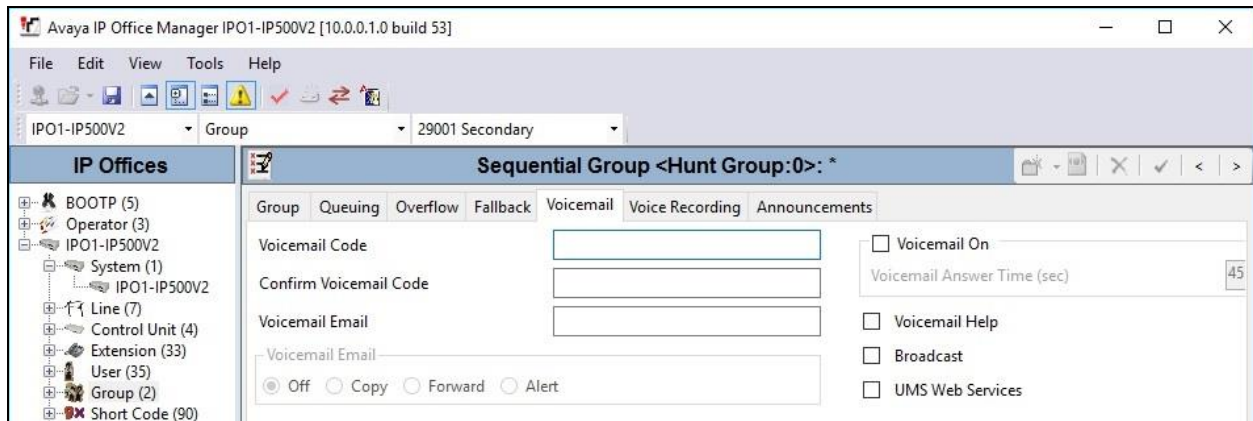 Avaya IP Office Manager IPO1-IP500V2 [10.0.0.1.0 build 53]
File Edit View Tools Help
IPO1-IP500V2 Group 29001 Secondary
IP Offices
Sequential Group <Hunt Group:0>: *
BOOTP (5)
Operator (3)
IPO1-IP500V2
System (1)
IPO1-IP500V2
Line (7)
Control Unit (4)
Extension (33)
User (35)
Group (2)
Short Code (90)
Group Queuing Overflow Fallback Voicemail Voice Recording Announcements
Voicemail Code
Confirm Voicemail Code
Voicemail Email
Voicemail Email
Off Copy Forward Alert
Voicemail On
Voicemail Answer Time (sec) 45
Voicemail Help
Broadcast
UMS Web Services